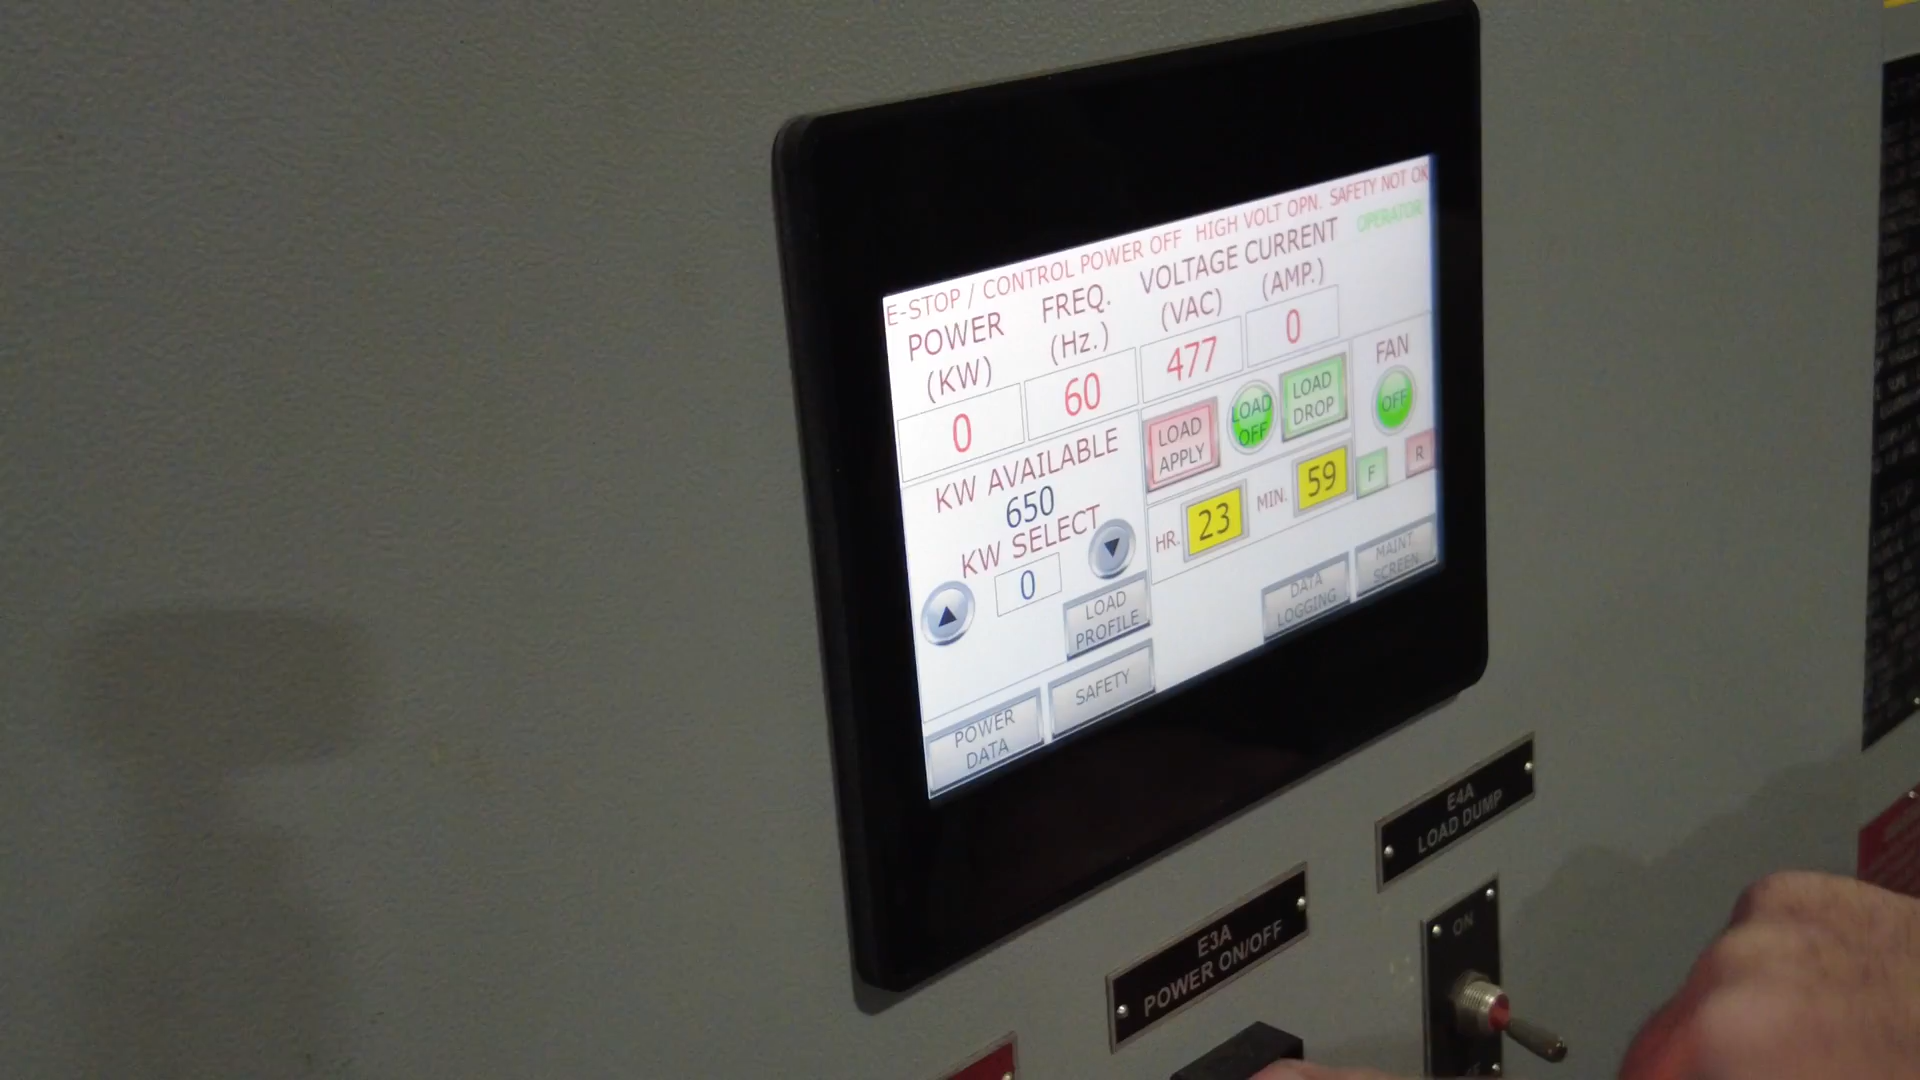 E-STOP / CONTROL POWER OFF HIGH VOLT OPN. SAFETY NOT OK
OPERATOR
POWER
(KW)
0
FREQ.
(Hz.)
60
VOLTAGE
(VAC)
477
CURRENT
(AMP.)
0
KW AVAILABLE
650
KW SELECT
0
LOAD
PROFILE
LOAD
APPLY
LOAD
OFF
LOAD
DROP
FAN
OFF
F
R
HR.
23
MIN.
59
POWER
DATA
SAFETY
DATA
LOGGING
MAINT
SCREEN
E4A
LOAD DUMP
E3A
POWER ON/OFF
ON